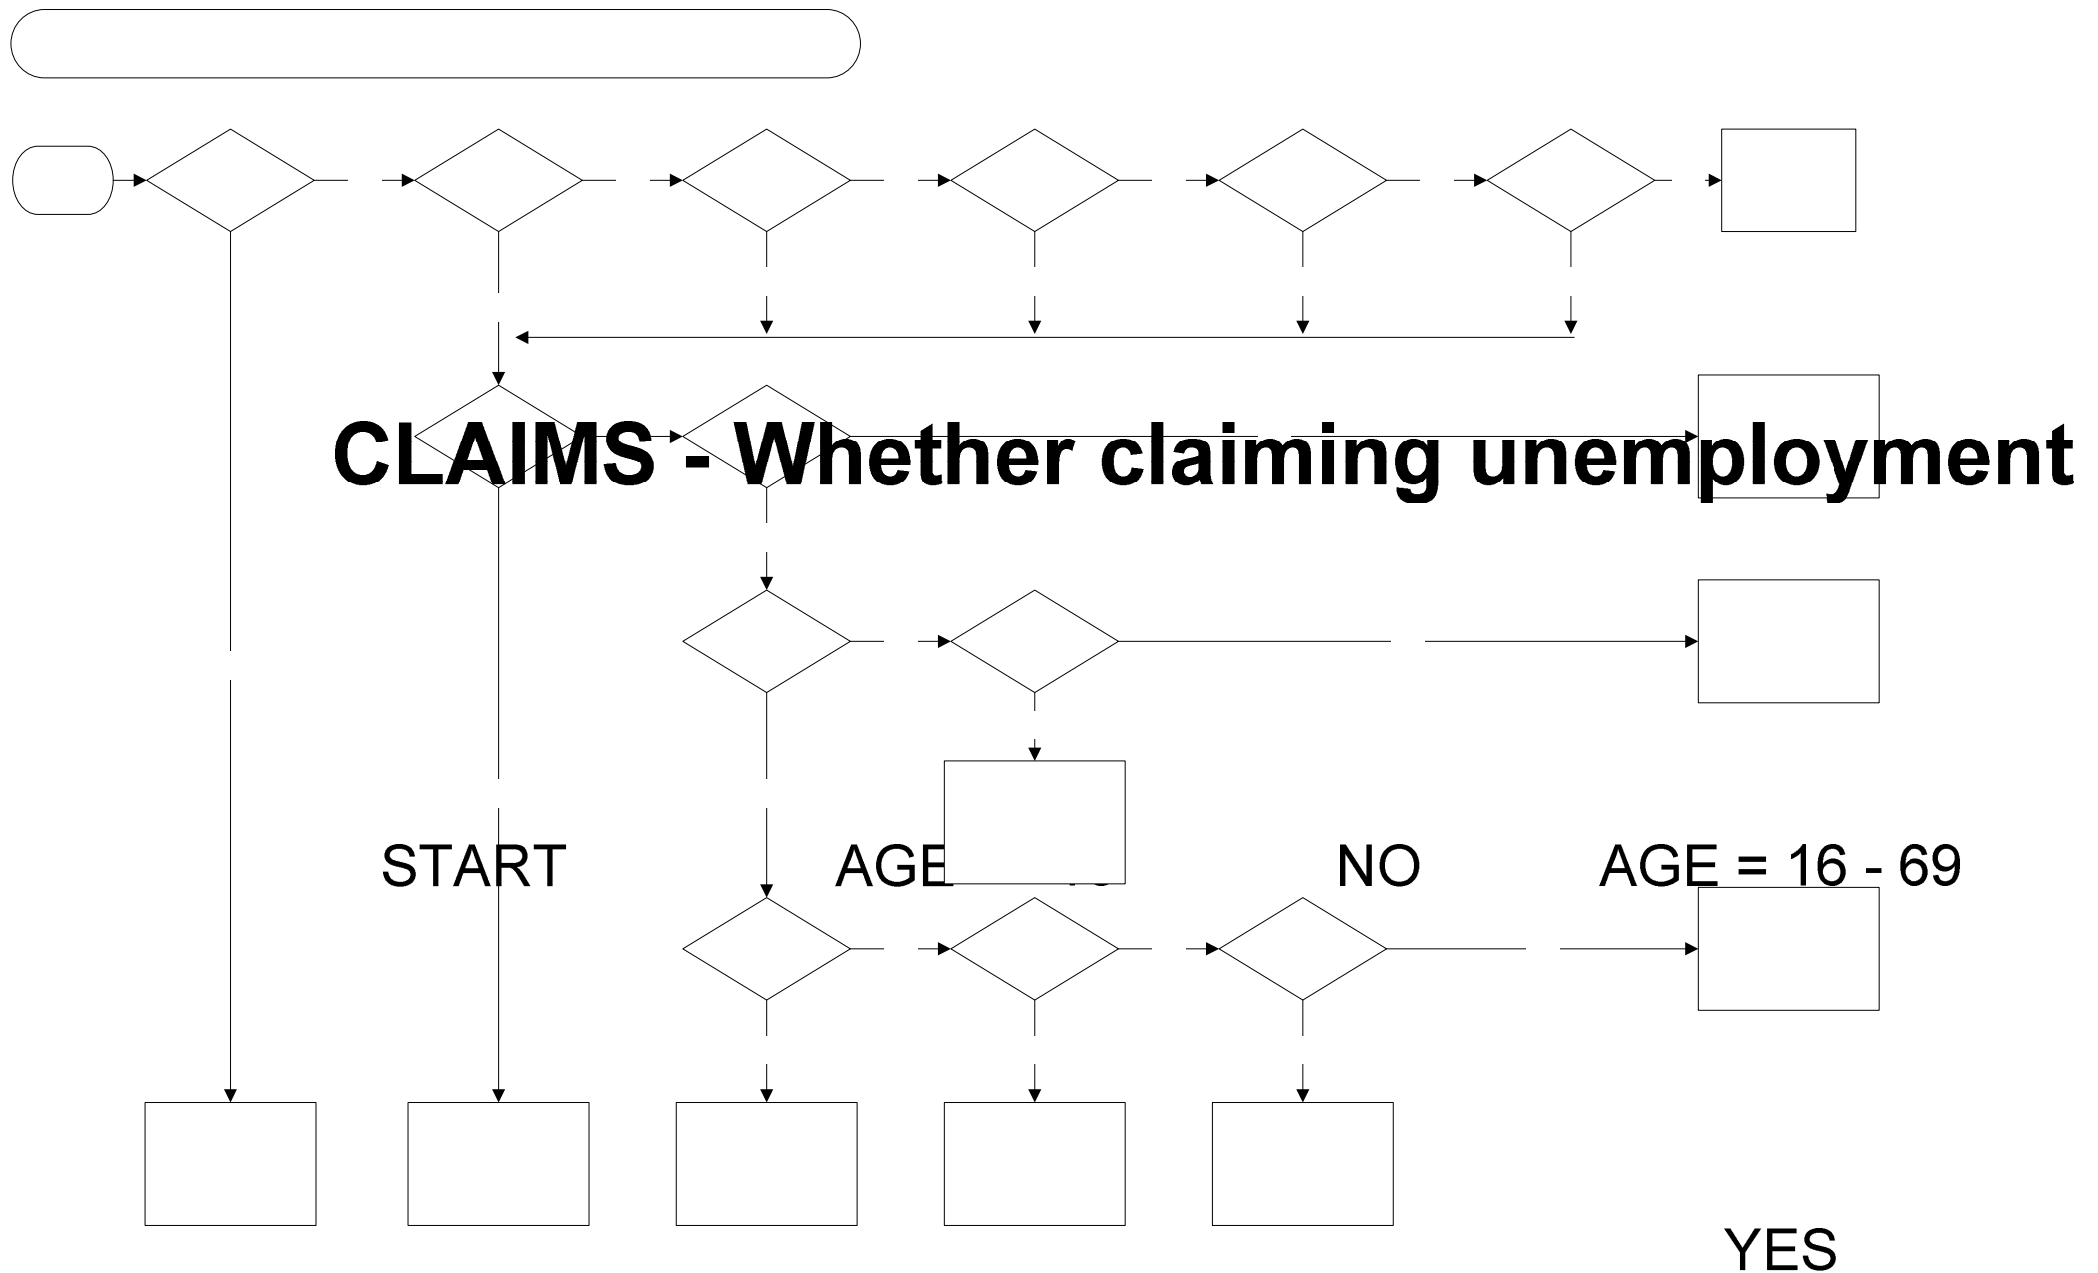 CLAIMS - Whether claiming unemployment
START AGE NO AGE = 16 - 69
YES